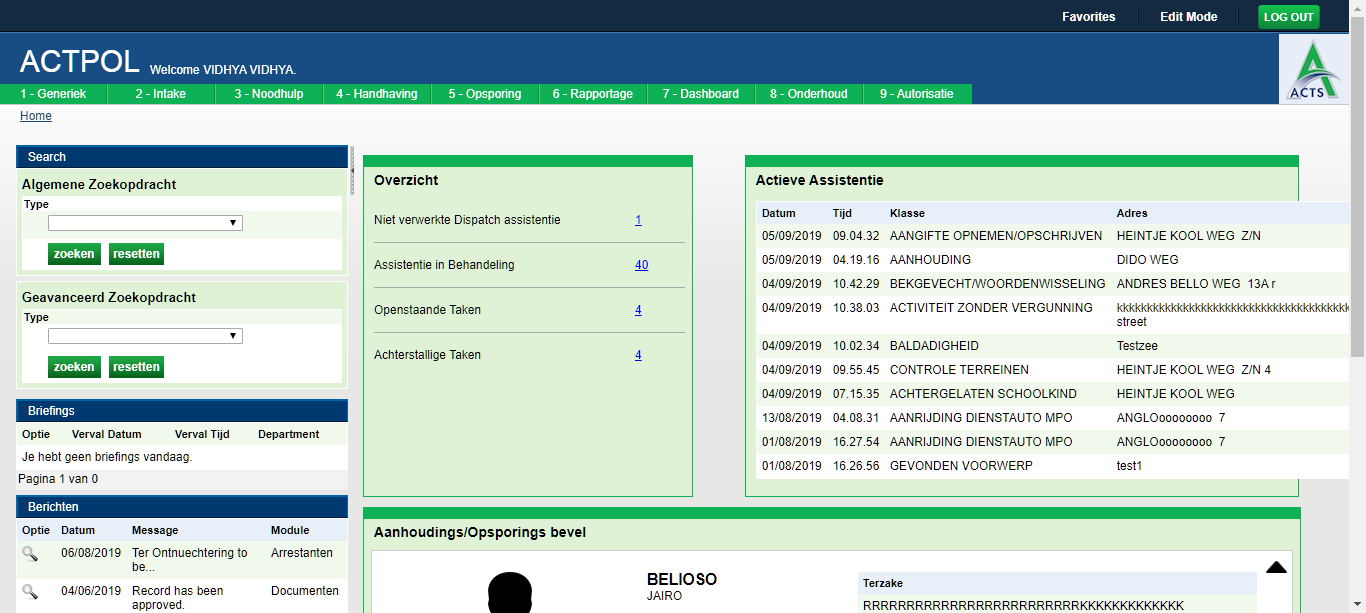 Favorites Edit Mode LOG OUT
ACTPOL Welcome VIDHYA VIDHYA.
ACTS
1 - Generiek 2 - Intake 3 - Noodhulp 4 - Handhaving 5 - Opsporing 6 - Rapportage 7 - Dashboard 8 - Onderhoud 9 - Autorisatie
Home
Search
Algemene Zoekopdracht
Type
zoeken resetten
Geavanceerd Zoekopdracht
Type
zoeken resetten
Briefings
Optie Verval Datum Verval Tijd Department
Je hebt geen briefings vandaag.
Pagina 1 van 0
Berichten
Optie Datum Message Module
06/08/2019 Ter Ontnuechtering to be... Arrestanten
04/06/2019 Record has been approved. Documenten
Overzicht
Niet verwerkte Dispatch assistentie 1
Assistentie in Behandeling 40
Openstaande Taken 4
Achterstallige Taken 4
Actieve Assistentie
Datum Tijd Klasse Adres
05/09/2019 09.04.32 AANGIFTE OPNEMEN/OPSCHRIJVEN HEINTJE KOOL WEG Z/N
05/09/2019 04.19.16 AANHOUDING DIDO WEG
04/09/2019 10.42.29 BEKGEVECHT/WOORDENWISSELING ANDRES BELLO WEG 13A r
04/09/2019 10.38.03 ACTIVITEIT ZONDER VERGUNNING
street
04/09/2019 10.02.34 BALDADIGHEID Testzee
04/09/2019 09.55.45 CONTROLE TERREINEN HEINTJE KOOL WEG Z/N 4
04/09/2019 07.15.35 ACHTERGELATEN SCHOOLKIND HEINTJE KOOL WEG
13/08/2019 04.08.31 AANRIJDING DIENSTAUTO MPO ANGLOoooooooo 7
01/08/2019 16.27.54 AANRIJDING DIENSTAUTO MPO ANGLOoooooooo 7
01/08/2019 16.26.56 GEVONDEN VOORWERP test1
Aanhoudings/Opsporings bevel
BELIOSO
JAIRO
Terzake